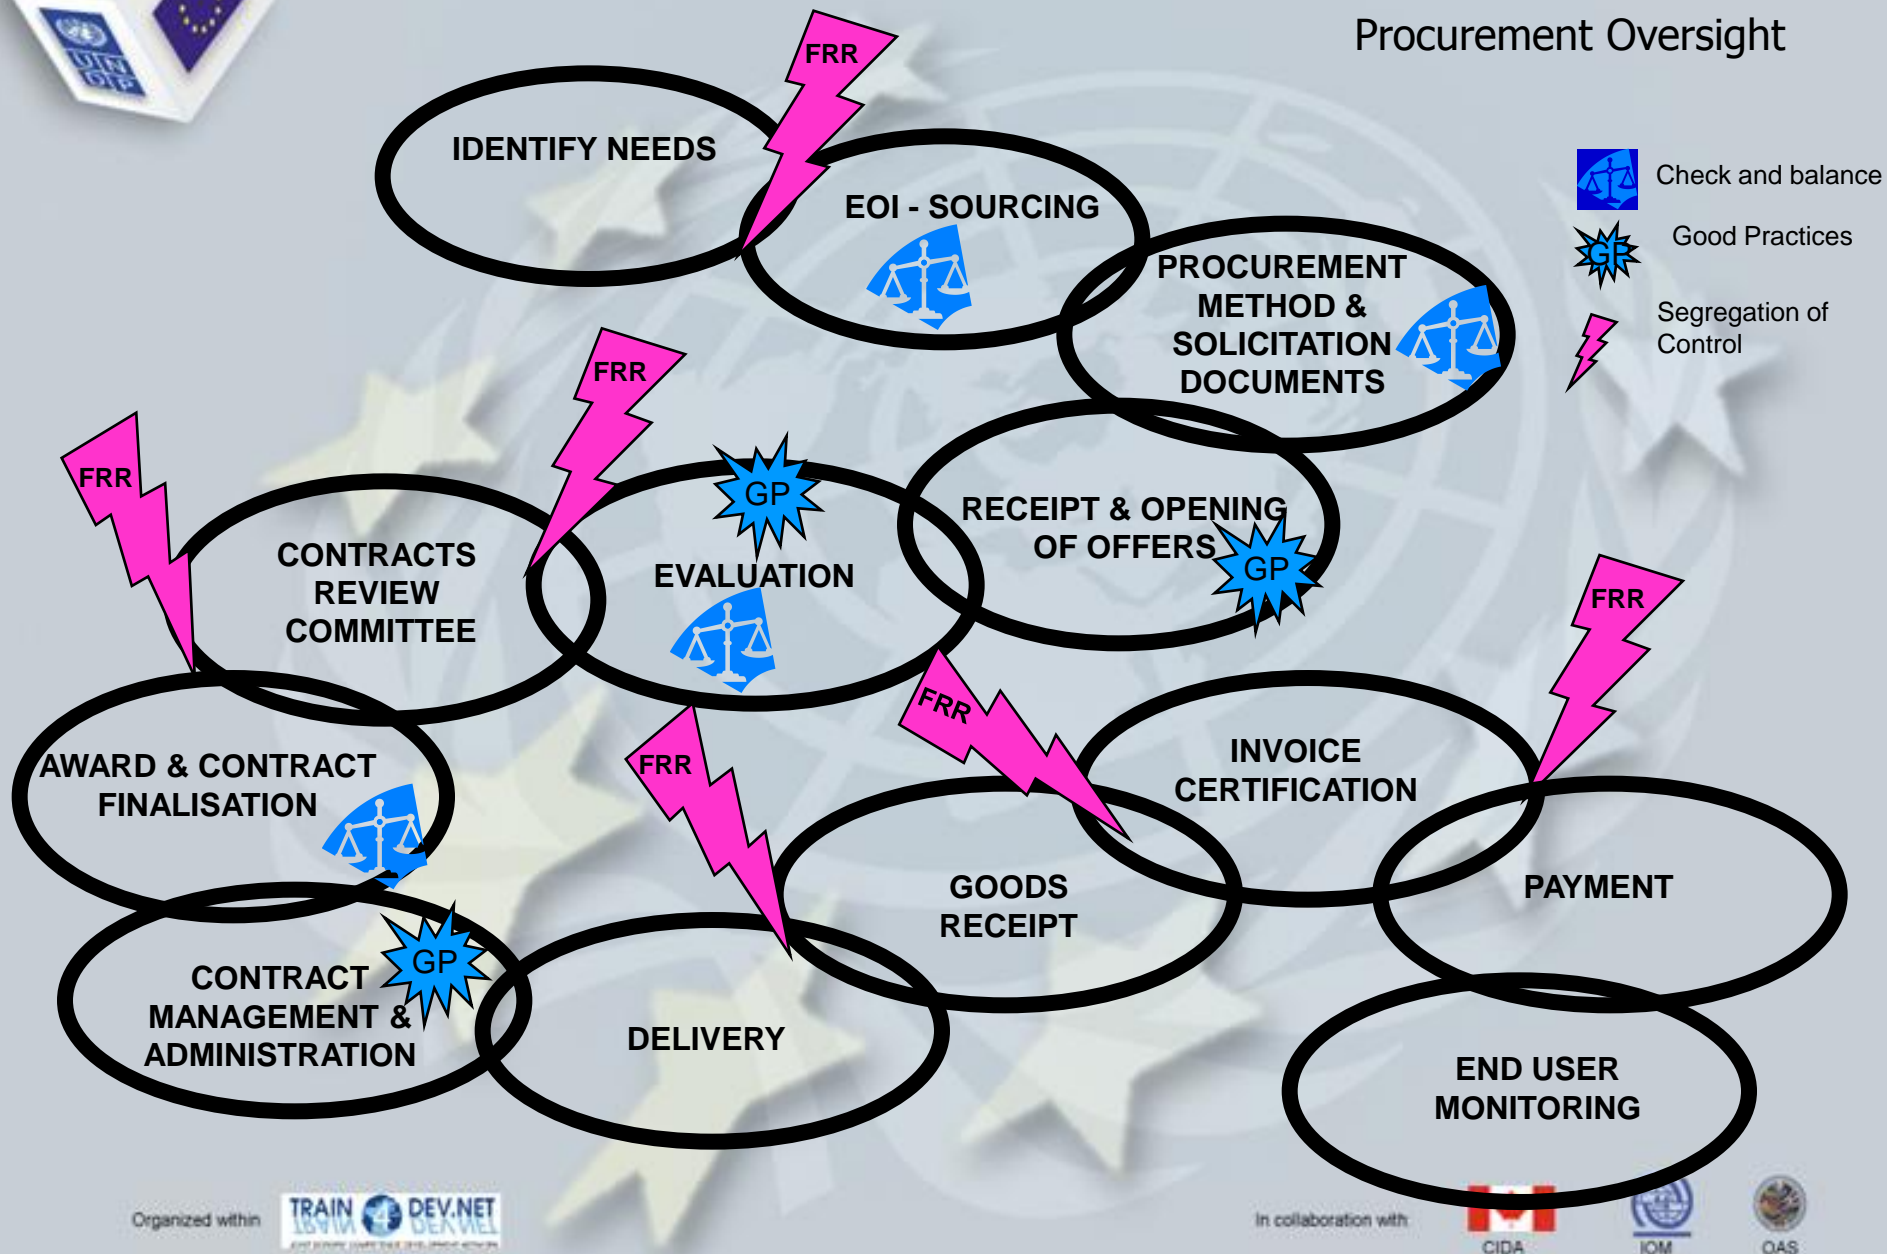 UN
DP
Procurement Oversight
FRR
IDENTIFY NEEDS
EOI - SOURCING
Check and balance
GP
Good Practices
Segregation of
Control
PROCUREMENT
METHOD &
SOLICITATION
DOCUMENTS
FRR
FRR
GP
RECEIPT & OPENING
OF OFFERS
GP
EVALUATION
CONTRACTS
REVIEW
COMMITTEE
FRR
FRR
FRR
INVOICE
CERTIFICATION
AWARD & CONTRACT
FINALISATION
GOODS
RECEIPT
PAYMENT
GP
CONTRACT
MANAGEMENT &
ADMINISTRATION
DELIVERY
END USER
MONITORING
Organized within
TRAIN 4 DEV.NET
In collaboration with
CIDA
IOM
OAS